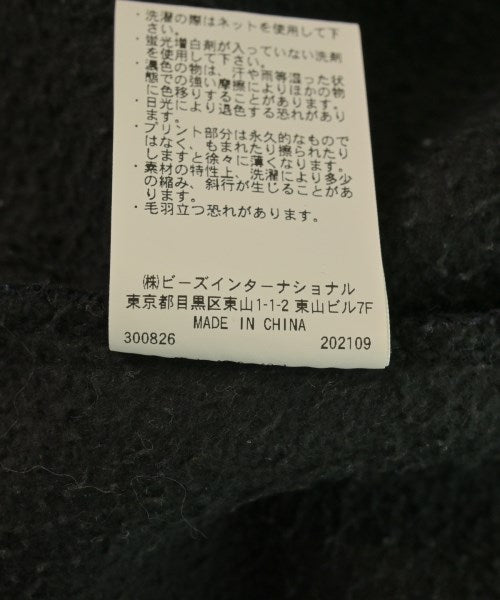 ・洗濯の際はネットを使用して下
さい。
・蛍光増白剤が入っていない洗剤
を使用して下さい。
・濃色の物は、汗や雨等湿った状
態での強い摩擦によりほかの物
に色移りすることがあります。
・日光により退色する恐れがあり
ます。
・プリント部分は永久的なもので
はなく、もまれたり擦られたり
しますと徐々に薄くなります。
・素材の特性上、洗濯により多少
の縮み、斜行が生じることがあ
ります。
・毛羽立つ恐れがあります。
㈱ビーズインターナショナル
東京都目黒区東山1-1-2 東山ビル7F
MADE IN CHINA
300826 202109